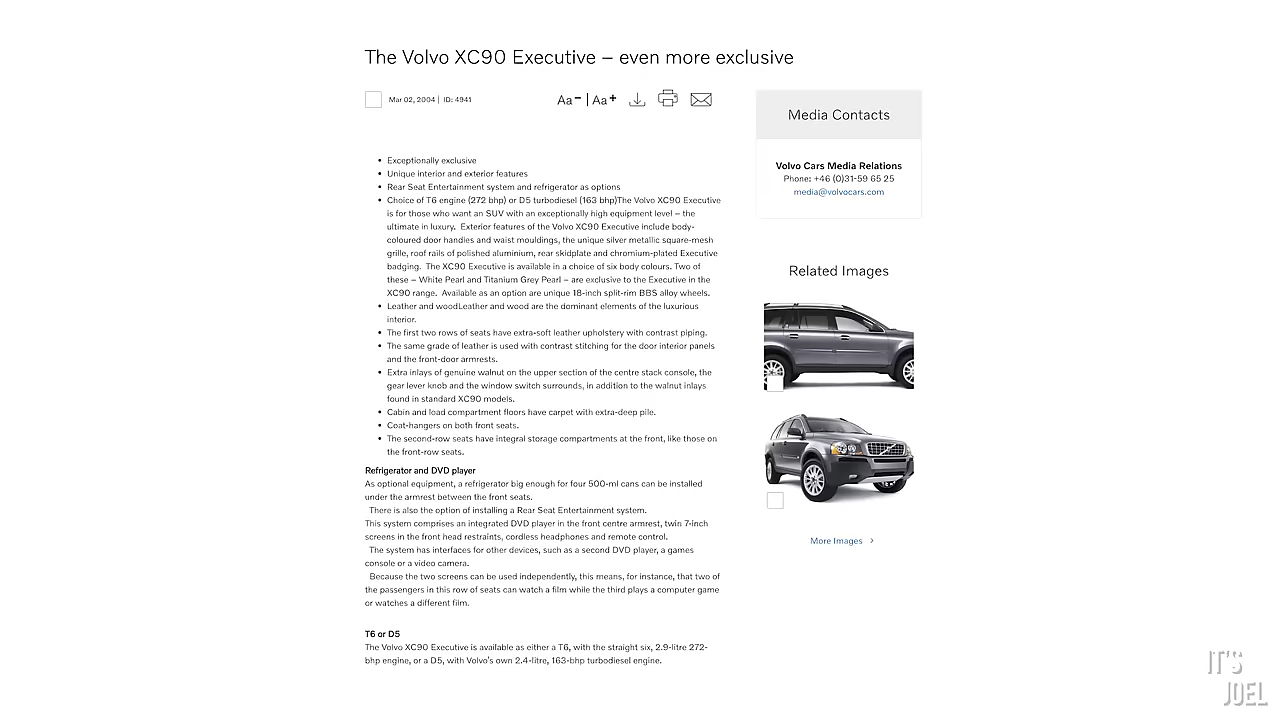 The Volvo XC90 Executive – even more exclusive
Mar 02, 2004 | ID: 4941
Aa− | Aa+
Media Contacts
Volvo Cars Media Relations
Phone: +46 (0)31-59 65 25
media@volvocars.com
• Exceptionally exclusive
• Unique interior and exterior features
• Rear Seat Entertainment system and refrigerator as options
• Choice of T6 engine (272 bhp) or D5 turbodiesel (163 bhp)The Volvo XC90 Executive
is for those who want an SUV with an exceptionally high equipment level – the
ultimate in luxury.  Exterior features of the Volvo XC90 Executive include body-
coloured door handles and waist mouldings, the unique silver metallic square-mesh
grille, roof rails of polished aluminium, rear skidplate and chromium-plated Executive
badging.  The XC90 Executive is available in a choice of six body colours. Two of
these – White Pearl and Titanium Grey Pearl – are exclusive to the Executive in the
XC90 range.  Available as an option are unique 18-inch split-rim BBS alloy wheels.
• Leather and woodLeather and wood are the dominant elements of the luxurious
interior.
• The first two rows of seats have extra-soft leather upholstery with contrast piping.
• The same grade of leather is used with contrast stitching for the door interior panels
and the front-door armrests.
• Extra inlays of genuine walnut on the upper section of the centre stack console, the
gear lever knob and the window switch surrounds, in addition to the walnut inlays
found in standard XC90 models.
• Cabin and load compartment floors have carpet with extra-deep pile.
• Coat-hangers on both front seats.
• The second-row seats have integral storage compartments at the front, like those on
the front-row seats.
Refrigerator and DVD player
As optional equipment, a refrigerator big enough for four 500-ml cans can be installed
under the armrest between the front seats.
There is also the option of installing a Rear Seat Entertainment system.
This system comprises an integrated DVD player in the front centre armrest, twin 7-inch
screens in the front head restraints, cordless headphones and remote control.
The system has interfaces for other devices, such as a second DVD player, a games
console or a video camera.
Because the two screens can be used independently, this means, for instance, that two of
the passengers in this row of seats can watch a film while the third plays a computer game
or watches a different film.
T6 or D5
The Volvo XC90 Executive is available as either a T6, with the straight six, 2.9-litre 272-
bhp engine, or a D5, with Volvo's own 2.4-litre, 163-bhp turbodiesel engine.
Related Images
More Images >
IT'S
JOEL